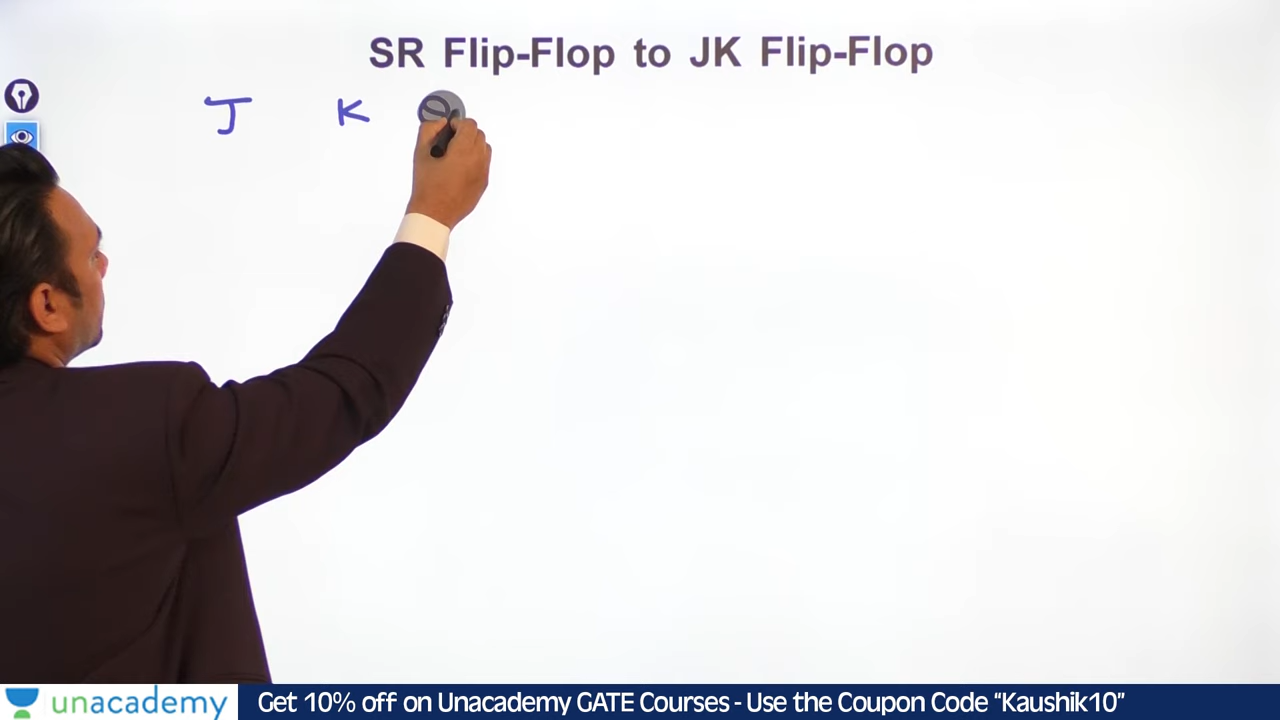 SR Flip-Flop to JK Flip-Flop
J K Q
unacademy
Get 10% off on Unacademy GATE Courses - Use the Coupon Code “Kaushik10”